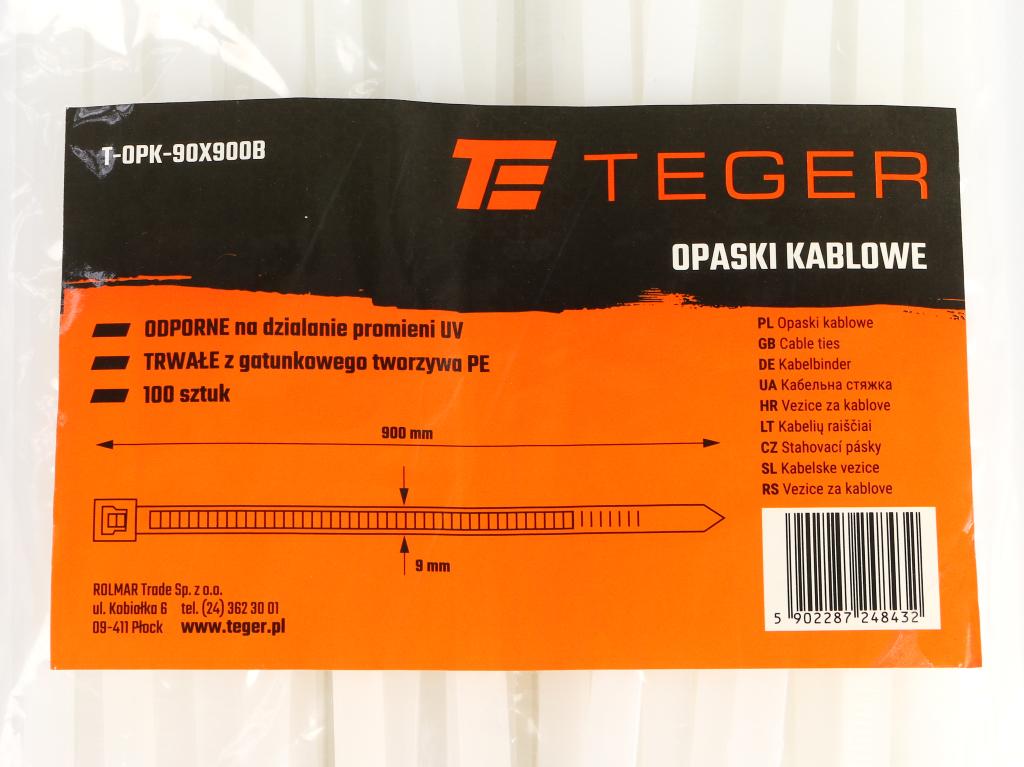 T-OPK-90X900B
TEGER
OPASKI KABLOWE
ODPORNE na dzialanie promieni UV
TRWAŁE z gatunkowego tworzywa PE
100 sztuk
PL Opaski kablowe
GB Cable ties
DE Kabelbinder
UA Кабельна стяжка
HR Vezice za kablove
LT Kabelių raiščiai
CZ Stahovací pásky
SL Kabelske vezice
RS Vezice za kablove
900 mm
9 mm
ROLMAR Trade Sp. z o.o.
ul. Kobiałka 6 tel. (24) 362 30 01
09-411 Płock www.teger.pl
5 902287 248432